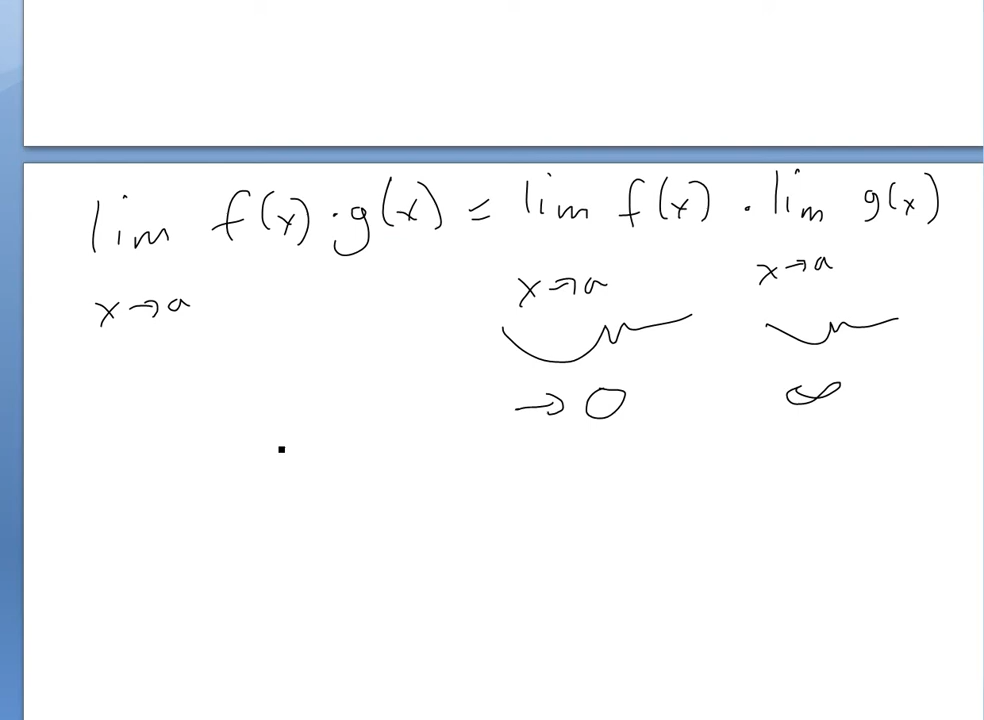 lim f(x)·g(x) = lim f(x) . lim g(x)
x→a x→a x→a
→0 ∞